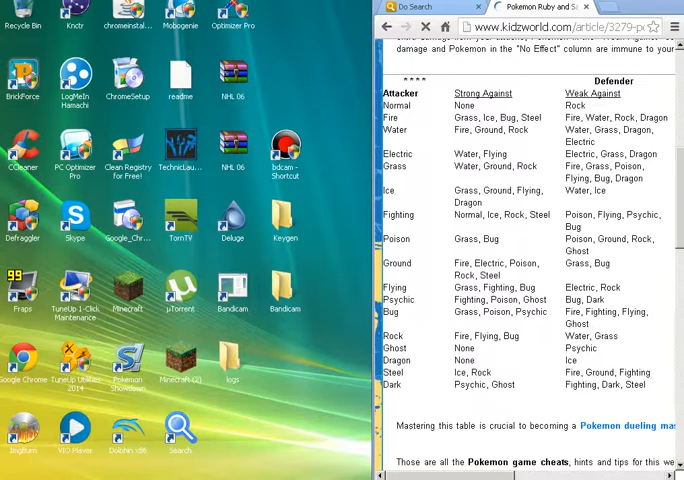 Recycle Bin Knctr chromeinstal... Mobogenie Optimizer Pro
BrickForce LogMeIn Hamachi ChromeSetup readme NHL 06
CCleaner PC Optimizer Pro Clean Registry for Free! TechnicLau... NHL 06 bdcam - Shortcut
Defraggler Skype Google_Chr... TornTV Deluge Keygen
99
Fraps TuneUp 1-Click Maintenance Minecraft µTorrent Bandicam Bandicam
Google Chrome TuneUp Utilities 2014 Pokemon Showdown Minecraft (2) logs
ImgBurn VIO Player Dolphin x86 Search
Do Search Pokemon Ruby and Sa
www.kidzworld.com/article/3279-po
damage and Pokemon in the "No Effect" column are immune to your
**** Defender
Attacker Strong Against Weak Against
Normal None Rock
Fire Grass, Ice, Bug, Steel Fire, Water, Rock, Dragon
Water Fire, Ground, Rock Water, Grass, Dragon,
Electric
Electric Water, Flying Electric, Grass, Dragon
Grass Water, Ground, Rock Fire, Grass, Poison,
Flying, Bug, Dragon
Ice Grass, Ground, Flying, Water, Ice
Dragon
Fighting Normal, Ice, Rock, Steel Poison, Flying, Psychic,
Bug
Poison Grass, Bug Poison, Ground, Rock,
Ghost
Ground Fire, Electric, Poison, Grass, Bug
Rock, Steel
Flying Grass, Fighting, Bug Electric, Rock
Psychic Fighting, Poison, Ghost Bug, Dark
Bug Grass, Poison, Psychic Fire, Fighting, Flying,
Ghost
Rock Fire, Flying, Bug Water, Grass
Ghost None Psychic
Dragon None Ice
Steel Ice, Rock Fire, Ground, Fighting
Dark Psychic, Ghost Fighting, Dark, Steel
Mastering this table is crucial to becoming a Pokemon dueling mas
Those are all the Pokemon game cheats, hints and tips for this we